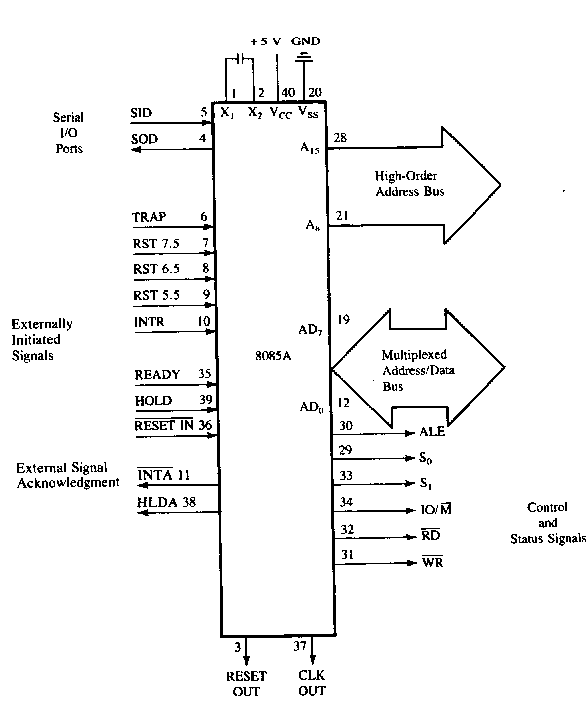 +5 V GND
1 2 40 20
X1 X2 VCC VSS
Serial
I/O
Ports
SID 5
SOD 4
A15 28
High-Order
Address Bus
A8 21
TRAP 6
RST 7.5 7
RST 6.5 8
RST 5.5 9
INTR 10
Externally
Initiated
Signals
8085A
AD7 19
Multiplexed
Address/Data
Bus
AD0 12
READY 35
HOLD 39
RESET IN 36
30 ALE
29 S0
33 S1
34 IO/M
32 RD
31 WR
External Signal
Acknowledgment
INTA 11
HLDA 38
Control
and
Status Signals
3 37
RESET
OUT
CLK
OUT